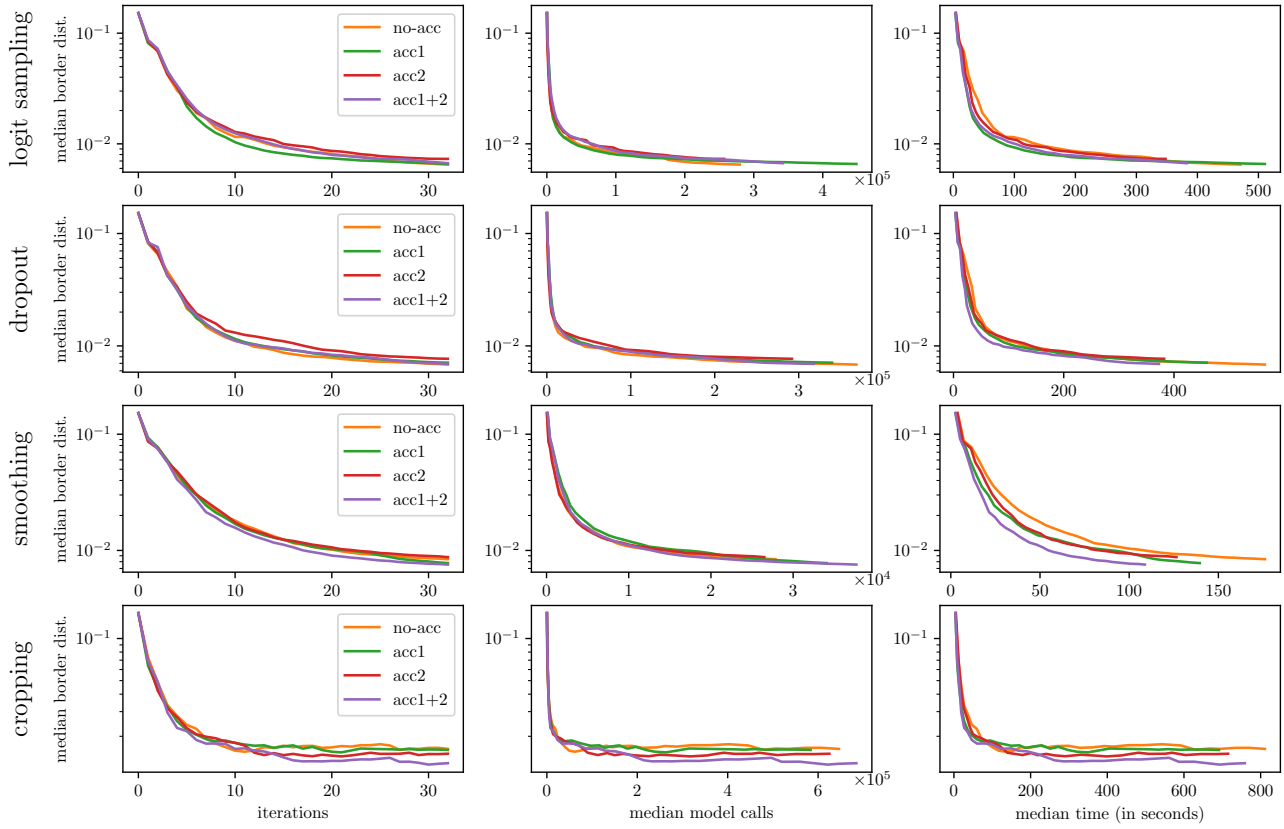 logit sampling
median border dist.
10⁻¹
10⁻²
no-acc
acc1
acc2
acc1+2
0 10 20 30
10⁻¹
10⁻²
0 1 2 3 4
×10⁵
10⁻¹
10⁻²
0 100 200 300 400 500
dropout
median border dist.
10⁻¹
10⁻²
no-acc
acc1
acc2
acc1+2
0 10 20 30
10⁻¹
10⁻²
0 1 2 3
×10⁵
10⁻¹
10⁻²
0 200 400
smoothing
median border dist.
10⁻¹
10⁻²
no-acc
acc1
acc2
acc1+2
0 10 20 30
10⁻¹
10⁻²
0 1 2 3
×10⁴
10⁻¹
10⁻²
0 50 100 150
cropping
median border dist.
10⁻¹
no-acc
acc1
acc2
acc1+2
0 10 20 30
iterations
10⁻¹
0 2 4 6
×10⁵
median model calls
10⁻¹
0 200 400 600 800
median time (in seconds)